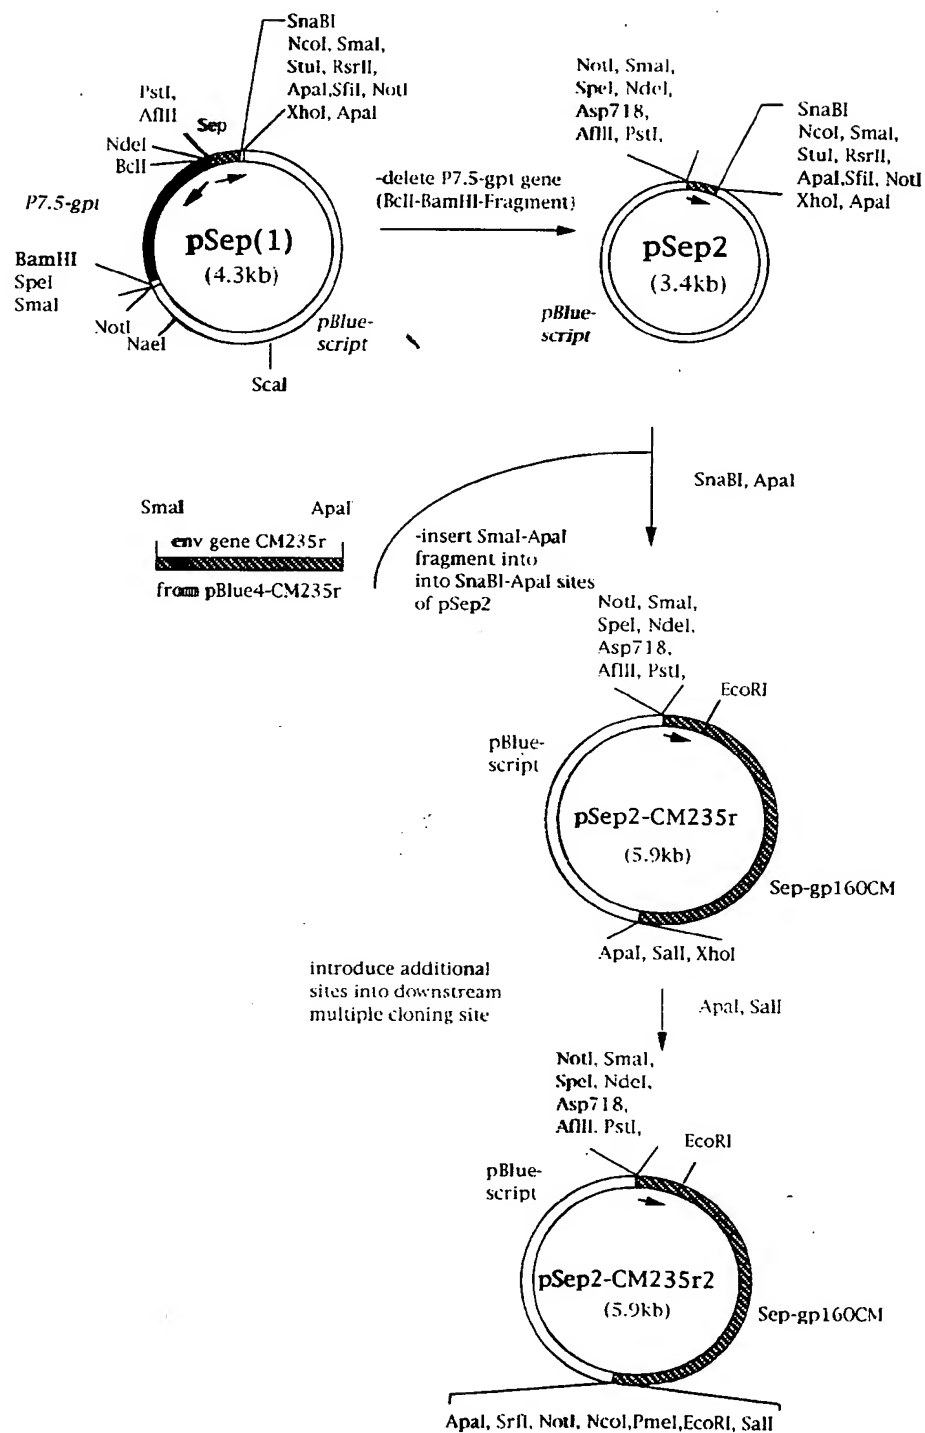 SnaBI
NcoI, SmaI,
StuI, RsrII,
ApaI,SfiI, NotI
XhoI, ApaI
PstI,
AflII
Sep
NdeI
BclI
P7.5-gpt
BamHI
SpeI
SmaI
NotI
NaeI
ScaI
pSep(1)
(4.3kb)
pBlue-
script
-delete P7.5-gpt gene
(BclI-BamHI-Fragment)
NotI, SmaI,
SpeI, NdeI,
Asp718,
AflII, PstI,
SnaBI
NcoI, SmaI,
StuI, RsrII,
ApaI,SfiI, NotI
XhoI, ApaI
pSep2
(3.4kb)
pBlue-
script
SnaBI, ApaI
SmaI ApaI
env gene CM235r
from pBlue4-CM235r
-insert SmaI-ApaI
fragment into
into SnaBI-ApaI sites
of pSep2
NotI, SmaI,
SpeI, NdeI,
Asp718,
AflII, PstI,
EcoRI
pBlue-
script
pSep2-CM235r
(5.9kb)
Sep-gp160CM
ApaI, SalI, XhoI
introduce additional
sites into downstream
multiple cloning site
ApaI, SalI
NotI, SmaI,
SpeI, NdeI,
Asp718,
AflII. PstI,
EcoRI
pBlue-
script
pSep2-CM235r2
(5.9kb)
Sep-gp160CM
ApaI, SrfI, NotI, NcoI,PmeI,EcoRI, SalI